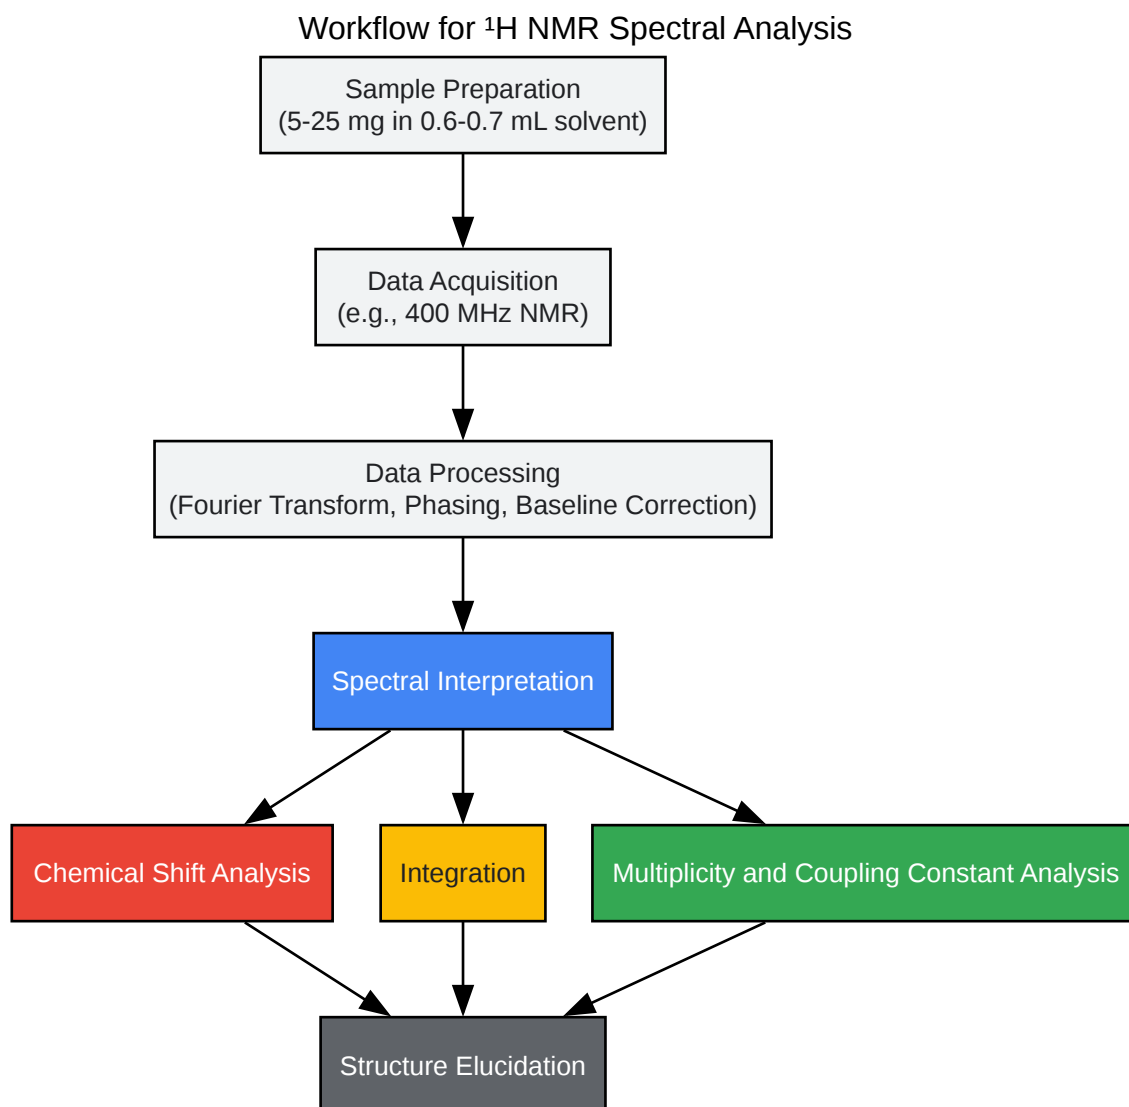 Workflow for ¹H NMR Spectral Analysis
Sample Preparation
(5-25 mg in 0.6-0.7 mL solvent)
Data Acquisition
(e.g., 400 MHz NMR)
Data Processing
(Fourier Transform, Phasing, Baseline Correction)
Spectral Interpretation
Chemical Shift Analysis
Integration
Multiplicity and Coupling Constant Analysis
Structure Elucidation